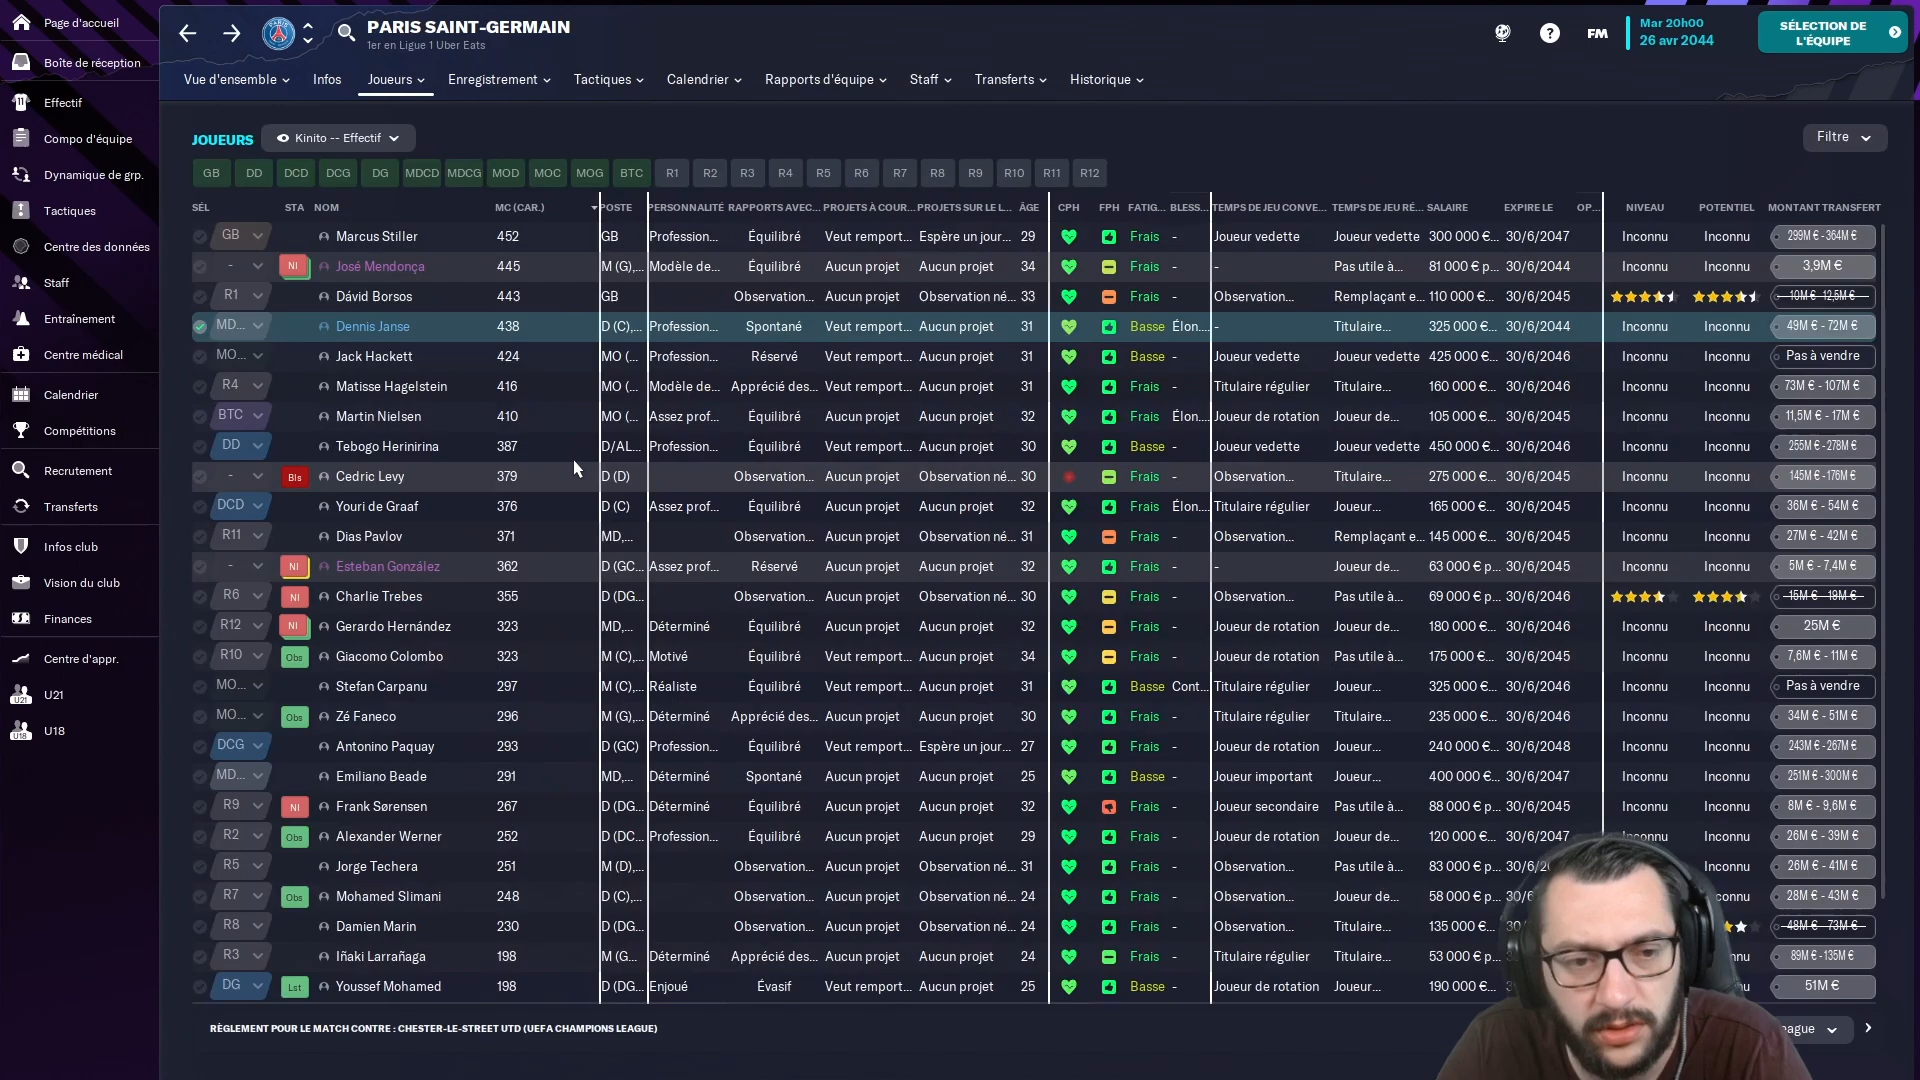 Page d'accueil
Boîte de réception
Effectif
Compo d'équipe
Dynamique de grp.
Tactiques
Centre des données
Staff
Entraînement
Centre médical
Calendrier
Compétitions
Recrutement
Transferts
Infos club
Vision du club
Finances
Centre d'appr.
U21
U18
PARIS SAINT-GERMAIN
1er en Ligue 1 Uber Eats
FM
Mar 20h00
26 avr 2044
SÉLECTION DE L'ÉQUIPE
Vue d'ensemble Infos Joueurs Enregistrement Tactiques Calendrier Rapports d'équipe Staff Transferts Historique
JOUEURS Kinito -- Effectif Filtre
GB DD DCD DCG DG MDCD MDCG MOD MOC MOG BTC R1 R2 R3 R4 R5 R6 R7 R8 R9 R10 R11 R12
SÉL STA NOM MC (CAR.) POSTE PERSONNALITÉ RAPPORTS AVEC... PROJETS À COUR... PROJETS SUR LE L... ÂGE CPH FPH FATIG... BLESS... TEMPS DE JEU CONVE... TEMPS DE JEU RÉ... SALAIRE EXPIRE LE OP... NIVEAU POTENTIEL MONTANT TRANSFERT
GB Marcus Stiller 452 GB Profession... Équilibré Veut remport... Espère un jour... 29 Frais - Joueur vedette Joueur vedette 300 000 €... 30/6/2047 Inconnu Inconnu 299M € - 364M €
- NI José Mendonça 445 M (G),... Modèle de... Équilibré Aucun projet Aucun projet 34 Frais - - Pas utile à... 81 000 € p... 30/6/2044 Inconnu Inconnu 3,9M €
R1 Dávid Borsos 443 GB Observation... Aucun projet Observation né... 33 Frais - Observation... Remplaçant e... 110 000 €... 30/6/2045 10M € - 12,5M €
MD... Dennis Janse 438 D (C),... Profession... Spontané Veut remport... Aucun projet 31 Basse Élon... - Titulaire... 325 000 €... 30/6/2044 Inconnu Inconnu 49M € - 72M €
MO... Jack Hackett 424 MO (... Profession... Réservé Veut remport... Aucun projet 31 Basse - Joueur vedette Joueur vedette 425 000 €... 30/6/2046 Inconnu Inconnu Pas à vendre
R4 Matisse Hagelstein 416 MO (... Modèle de... Apprécié des... Veut remport... Aucun projet 31 Frais - Titulaire régulier Titulaire... 160 000 €... 30/6/2046 Inconnu Inconnu 73M € - 107M €
BTC Martin Nielsen 410 MO (... Assez prof... Équilibré Aucun projet Aucun projet 32 Frais Élon... Joueur de rotation Joueur de... 105 000 €... 30/6/2045 Inconnu Inconnu 11,5M € - 17M €
DD Tebogo Herinirina 387 D/AL... Profession... Équilibré Veut remport... Aucun projet 30 Basse - Joueur vedette Joueur vedette 450 000 €... 30/6/2046 Inconnu Inconnu 255M € - 278M €
- Bls Cedric Levy 379 D (D) Observation... Aucun projet Observation né... 30 Frais - Observation... Titulaire... 275 000 €... 30/6/2045 Inconnu Inconnu 145M € - 176M €
DCD Youri de Graaf 376 D (C) Assez prof... Équilibré Aucun projet Aucun projet 32 Frais Élon... Titulaire régulier Joueur... 165 000 €... 30/6/2045 Inconnu Inconnu 36M € - 54M €
R11 Dias Pavlov 371 MD,... Observation... Aucun projet Observation né... 31 Frais - Observation... Remplaçant e... 145 000 €... 30/6/2045 Inconnu Inconnu 27M € - 42M €
- NI Esteban González 362 D (GC... Assez prof... Réservé Aucun projet Aucun projet 32 Frais - - Joueur de... 63 000 € p... 30/6/2045 Inconnu Inconnu 5M € - 7,4M €
R6 NI Charlie Trebes 355 D (DG... Observation... Aucun projet Observation né... 30 Frais - Observation... Pas utile à... 69 000 € p... 30/6/2046 15M € - 19M €
R12 NI Gerardo Hernández 323 MD,... Déterminé Équilibré Aucun projet Aucun projet 32 Frais - Joueur de rotation Joueur de... 180 000 €... 30/6/2046 Inconnu Inconnu 25M €
R10 Obs Giacomo Colombo 323 M (C),... Motivé Équilibré Veut remport... Aucun projet 34 Frais - Joueur de rotation Pas utile à... 175 000 €... 30/6/2045 Inconnu Inconnu 7,6M € - 11M €
MO... Stefan Carpanu 297 M (C),... Réaliste Équilibré Veut remport... Aucun projet 31 Basse Cont... Titulaire régulier Joueur... 325 000 €... 30/6/2046 Inconnu Inconnu Pas à vendre
MO... Obs Zé Faneco 296 M (G),... Déterminé Apprécié des... Veut remport... Aucun projet 30 Frais - Titulaire régulier Titulaire... 235 000 €... 30/6/2046 Inconnu Inconnu 34M € - 51M €
DCG Antonino Paquay 293 D (GC) Profession... Équilibré Veut remport... Espère un jour... 27 Frais - Joueur de rotation Joueur... 240 000 €... 30/6/2048 Inconnu Inconnu 243M € - 267M €
MD... Emiliano Beade 291 MD,... Déterminé Spontané Aucun projet Aucun projet 25 Basse - Joueur important Joueur... 400 000 €... 30/6/2047 Inconnu Inconnu 251M € - 300M €
R9 NI Frank Sørensen 267 D (DG... Déterminé Équilibré Aucun projet Aucun projet 32 Frais - Joueur secondaire Pas utile à... 88 000 € p... 30/6/2045 Inconnu Inconnu 8M € - 9,6M €
R2 Obs Alexander Werner 252 D (DC... Profession... Équilibré Aucun projet Aucun projet 29 Frais - Joueur de rotation Joueur de... 120 000 €... 30/6/2047 Inconnu Inconnu 26M € - 39M €
R5 Jorge Techera 251 M (D),... Observation... Aucun projet Observation né... 31 Frais - Observation... Pas utile à... 83 000 € p... Inconnu 26M € - 41M €
R7 Obs Mohamed Slimani 248 D (C),... Observation... Aucun projet Observation né... 24 Frais - Observation... Joueur de... 58 000 € p... Inconnu 28M € - 43M €
R8 Damien Marin 230 D (DG... Observation... Aucun projet Observation né... 24 Frais - Observation... Titulaire... 135 000 €... 48M € - 73M €
R3 Iñaki Larrañaga 198 M (G... Déterminé Apprécié des... Aucun projet Aucun projet 24 Frais - Titulaire régulier Titulaire... 53 000 € p... 89M € - 135M €
DG Lst Youssef Mohamed 198 D (DG... Enjoué Évasif Veut remport... Aucun projet 25 Basse - Joueur de rotation Joueur... 190 000 €... 51M €
RÈGLEMENT POUR LE MATCH CONTRE : CHESTER-LE-STREET UTD (UEFA CHAMPIONS LEAGUE)